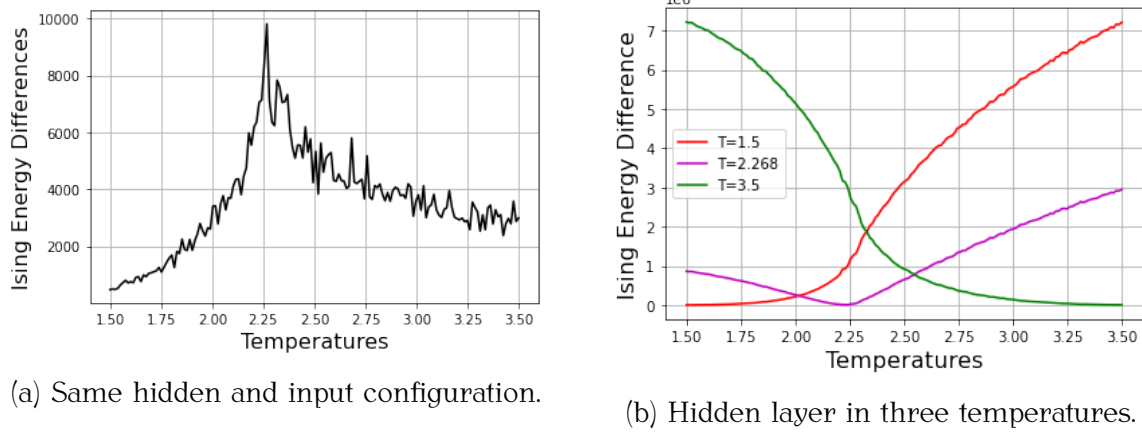 Ising Energy Differences
10000
8000
6000
4000
2000
1.50 1.75 2.00 2.25 2.50 2.75 3.00 3.25 3.50
Temperatures
(a) Same hidden and input configuration.
Ising Energy Difference
7
6
5
4
3
2
1
0
T=1.5
T=2.268
T=3.5
1.50 1.75 2.00 2.25 2.50 2.75 3.00 3.25 3.50
Temperatures
(b) Hidden layer in three temperatures.